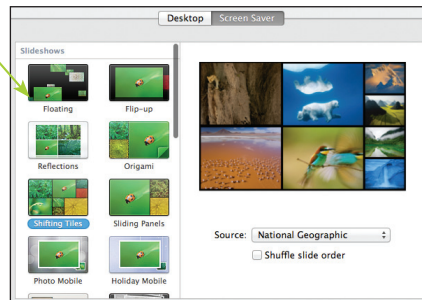 Desktop
Screen Saver
Slideshows
Floating
Flip-up
Reflections
Origami
Shifting Tiles
Sliding Panels
Photo Mobile
Holiday Mobile
Source: National Geographic
Shuffle slide order